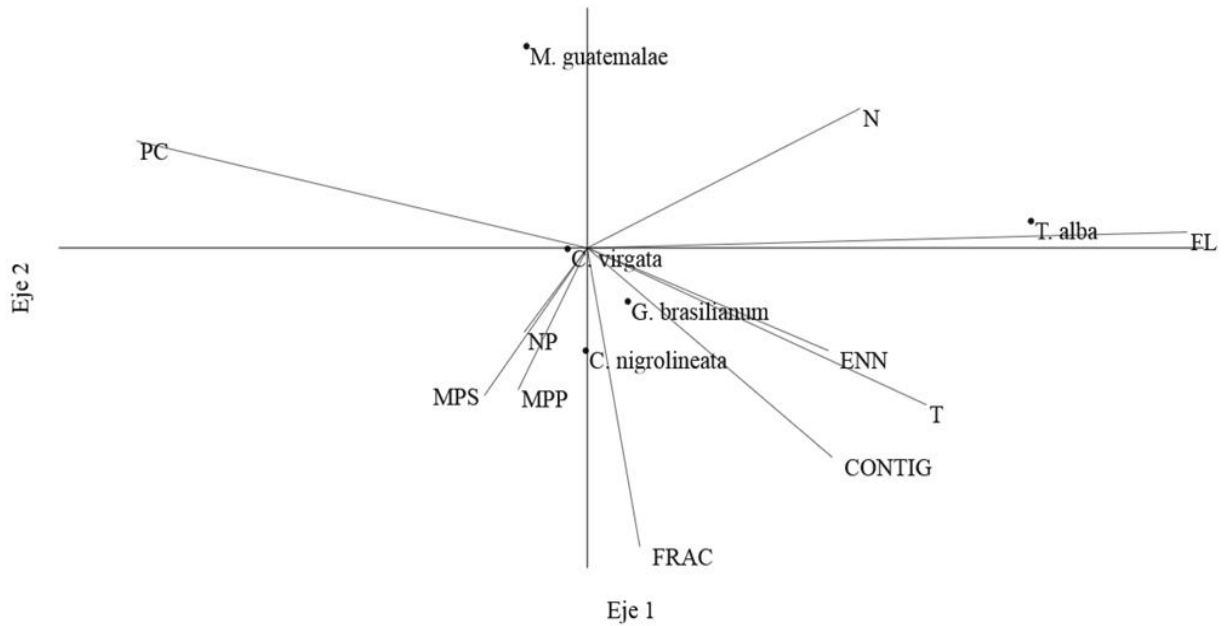 M. guatemalae
N
PC
T. alba
FL
C. virgata
Eje 2
G. brasilianum
NP
C. nigrolineata
ENN
MPS
MPP
T
CONTIG
FRAC
Eje 1